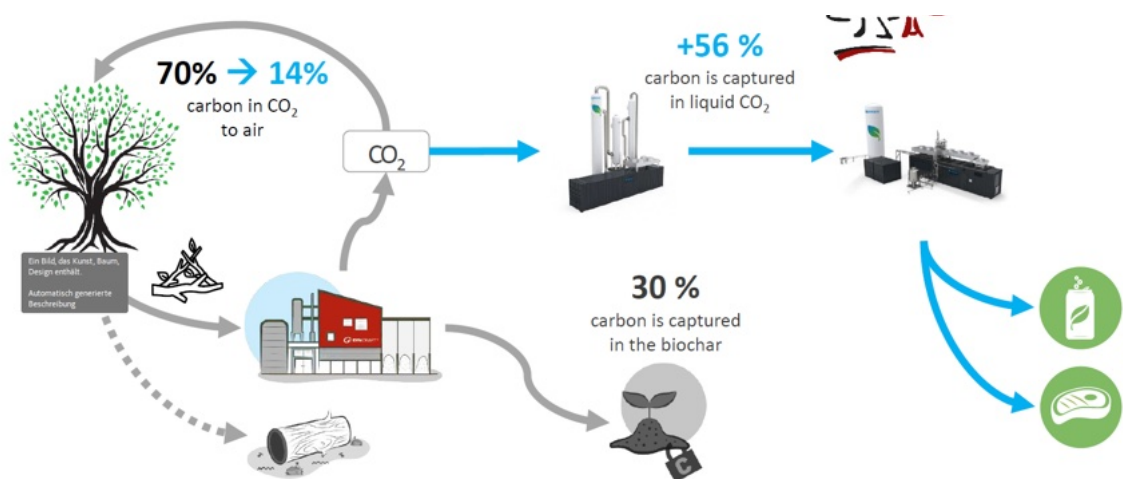 +56 %
carbon is captured
in liquid CO₂
70% → 14%
carbon in CO₂
to air
CO₂
Ein Bild, das Kunst, Baum,
Design enthält.
Automatisch generierte
Beschreibung
30 %
carbon is captured
in the biochar
C